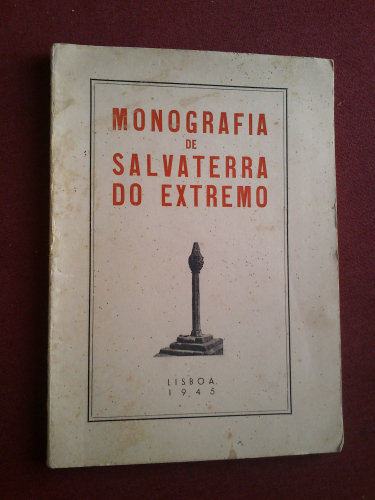 MONOGRAFIA
DE
SALVATERRA
DO EXTREMO
LISBOA
1945